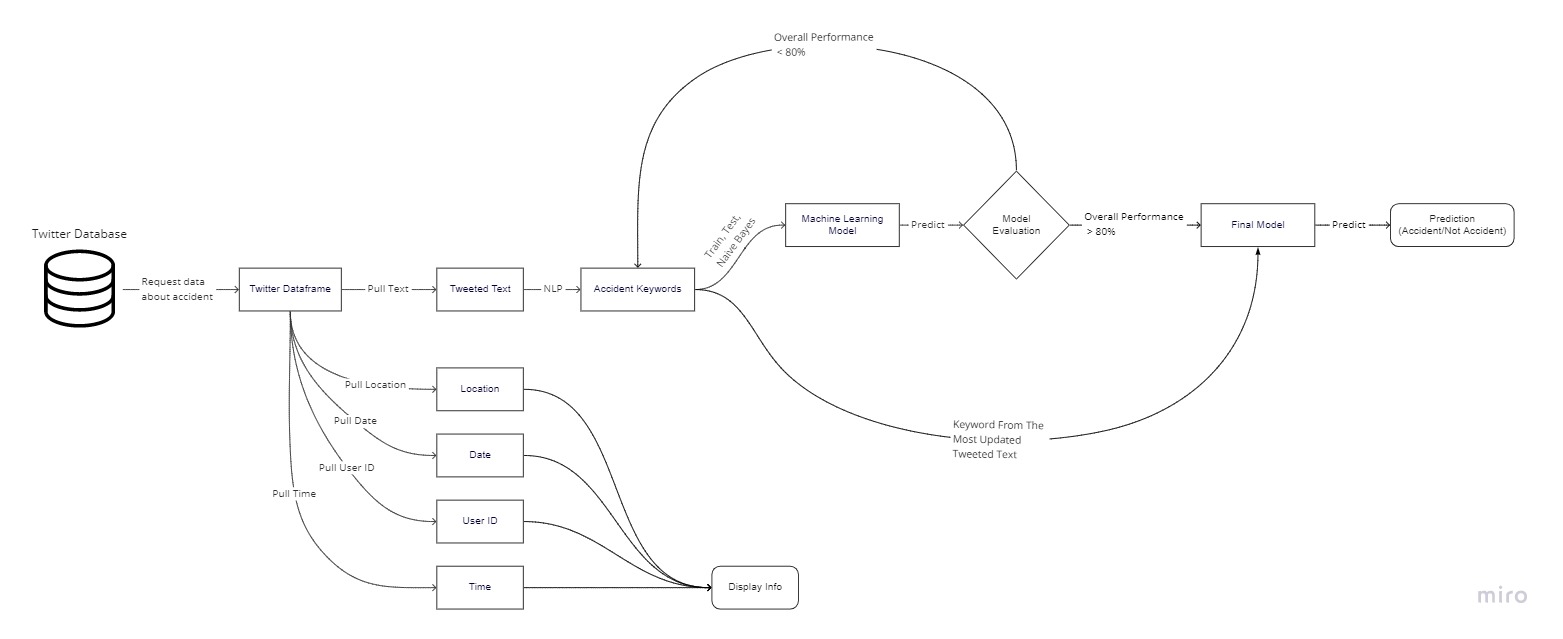 Overall Performance
< 80%
Train, Test,
Naive Bayes
Machine Learning
Model
Predict
Model
Evaluation
Overall Performance
> 80%
Final Model
Predict
Prediction
(Accident/Not Accident)
Twitter Database
Request data
about accident
Twitter Dataframe
Pull Text
Tweeted Text
NLP
Accident Keywords
Pull Location
Location
Pull Date
Keyword From The
Most Updated
Tweeted Text
Date
Pull User ID
Pull Time
User ID
Time
Display Info
miro